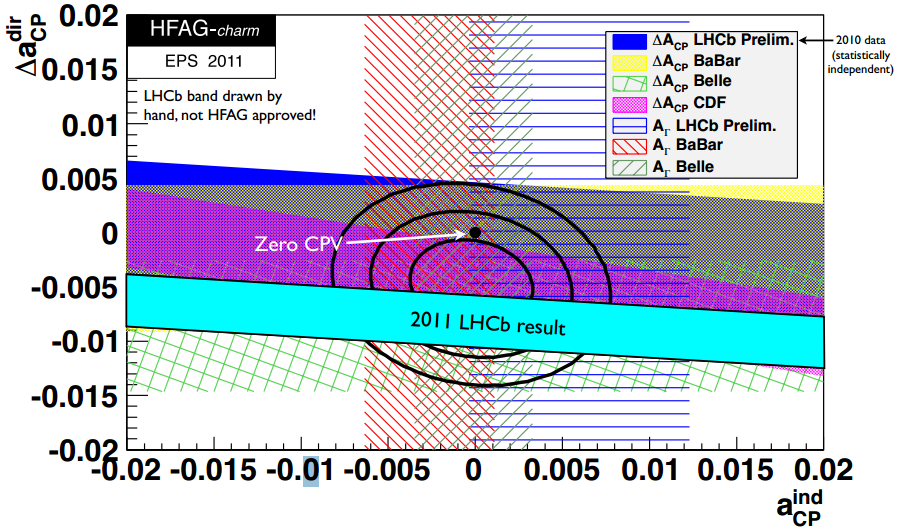 HFAG-charm
EPS 2011
LHCb band drawn by
hand, not HFAG approved!
ΔA_CP LHCb Prelim.
ΔA_CP BaBar
ΔA_CP Belle
ΔA_CP CDF
A_Γ LHCb Prelim.
A_Γ BaBar
A_Γ Belle
2010 data
(statistically
independent)
Δa_CP^dir
0.02
0.015
0.01
0.005
0
-0.005
-0.01
-0.015
-0.02
Zero CPV
2011 LHCb result
-0.02 -0.015 -0.01 -0.005 0 0.005 0.01 0.015 0.02
a_CP^ind